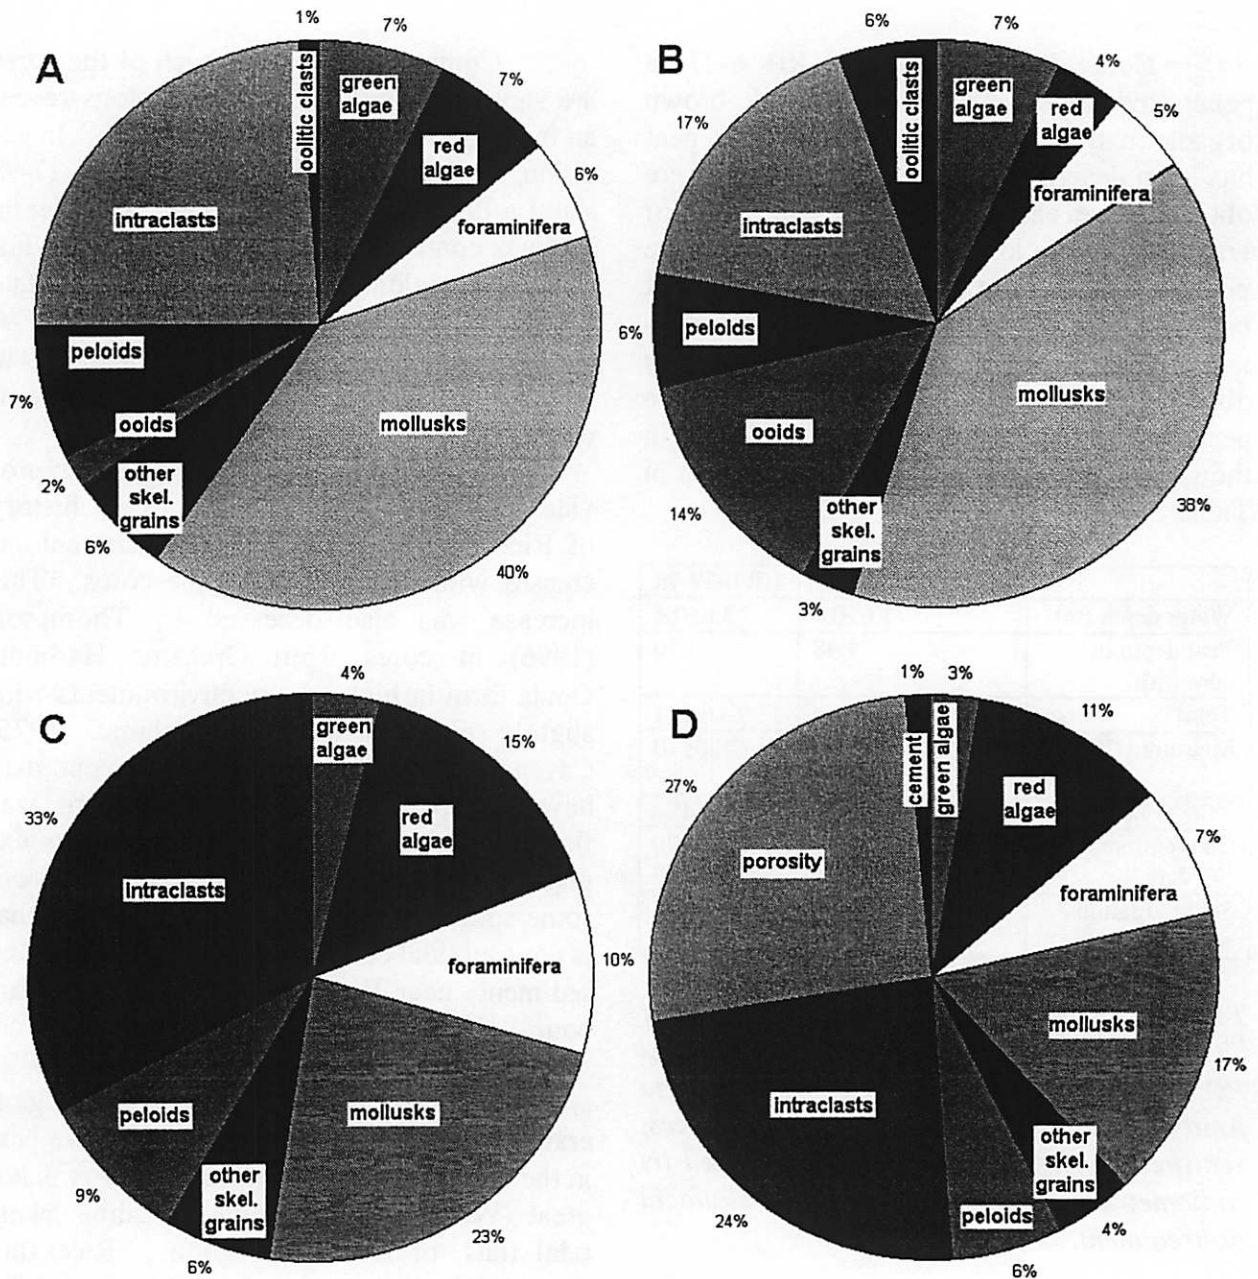 A
1%
7%
7%
6%
40%
6%
2%
7%
oolitic clasts
green
algae
red
algae
foraminifera
mollusks
other
skel.
grains
ooids
peloids
intraclasts
B
6%
7%
4%
5%
38%
3%
14%
6%
17%
oolitic clasts
green
algae
red
algae
foraminifera
mollusks
other
skel.
grains
ooids
peloids
intraclasts
C
4%
15%
10%
23%
6%
9%
33%
green
algae
red
algae
foraminifera
mollusks
other
skel.
grains
peloids
intraclasts
D
1%
3%
11%
7%
17%
4%
6%
24%
27%
cement
green algae
red
algae
foraminifera
mollusks
other
skel.
grains
peloids
intraclasts
porosity